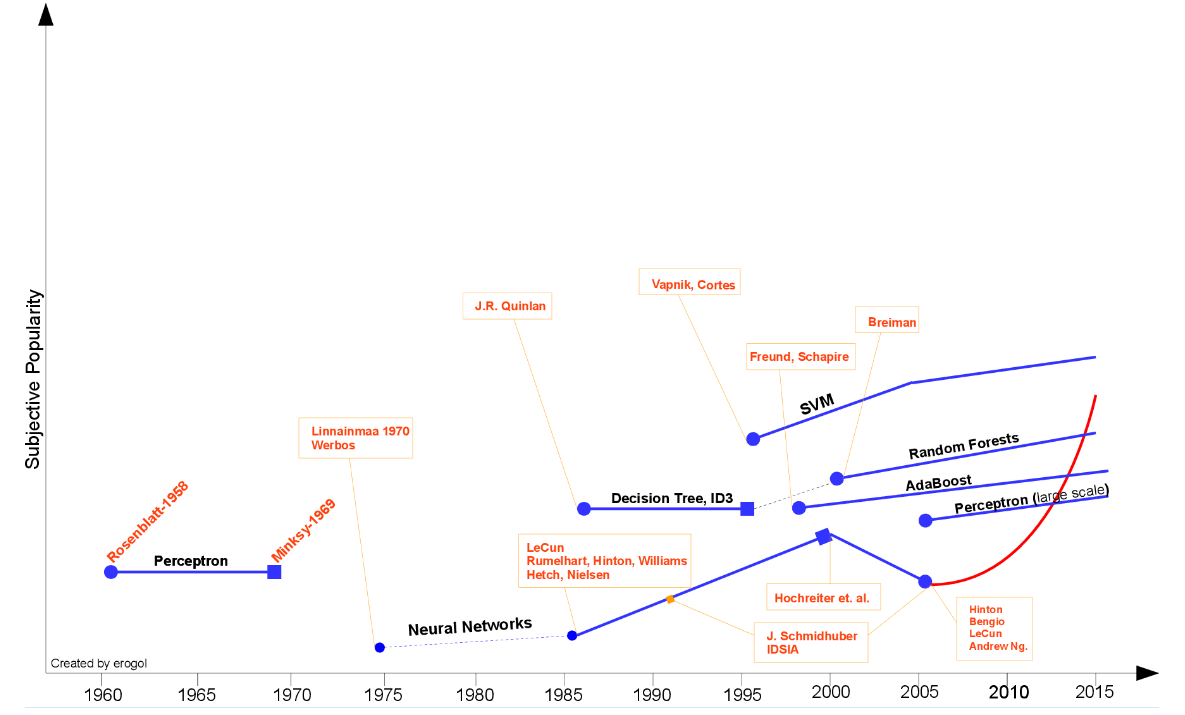 Subjective Popularity
Vapnik, Cortes
J.R. Quinlan
Breiman
Freund, Schapire
SVM
Linnainmaa 1970
Werbos
Random Forests
AdaBoost
Decision Tree, ID3
Perceptron (large scale)
Rosenblatt-1958
Minksy-1969
Perceptron
LeCun
Rumelhart, Hinton, Williams
Hetch, Nielsen
Hochreiter et. al.
Hinton
Bengio
LeCun
Andrew Ng.
Neural Networks
J. Schmidhuber
IDSIA
Created by erogol
1960 1965 1970 1975 1980 1985 1990 1995 2000 2005 2010 2015